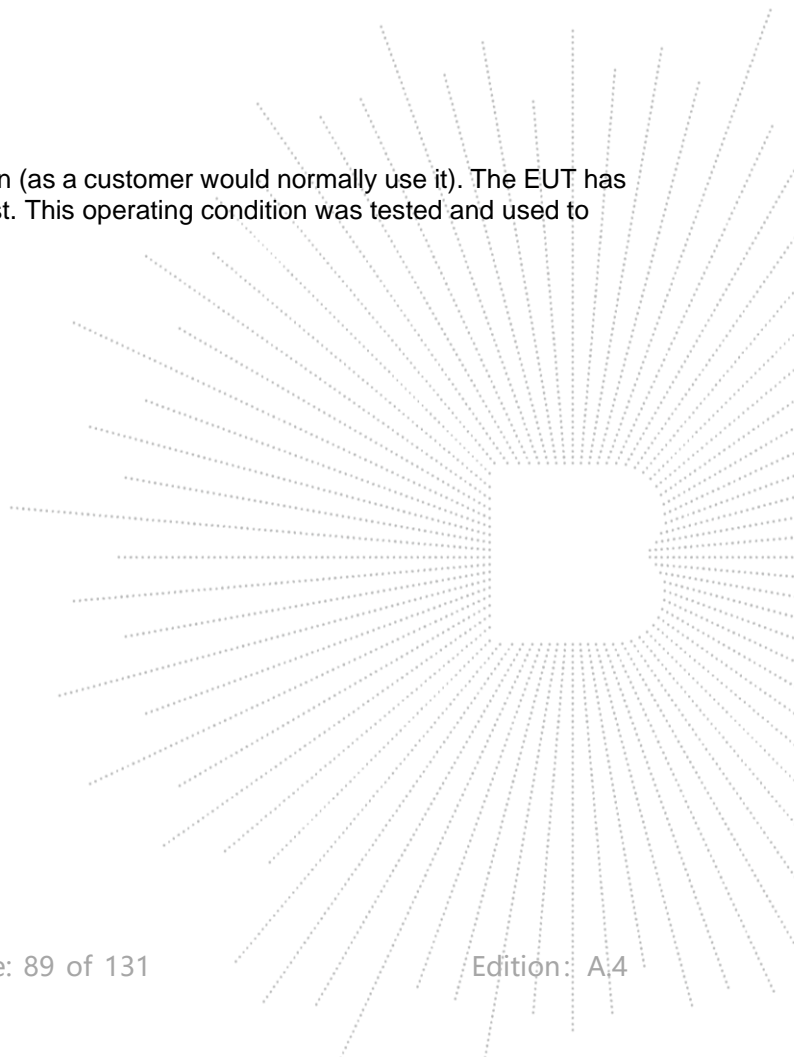 n (as a customer would normally use it). The EUT has
st. This operating condition was tested and used to
e: 89 of 131 Edition: A.4